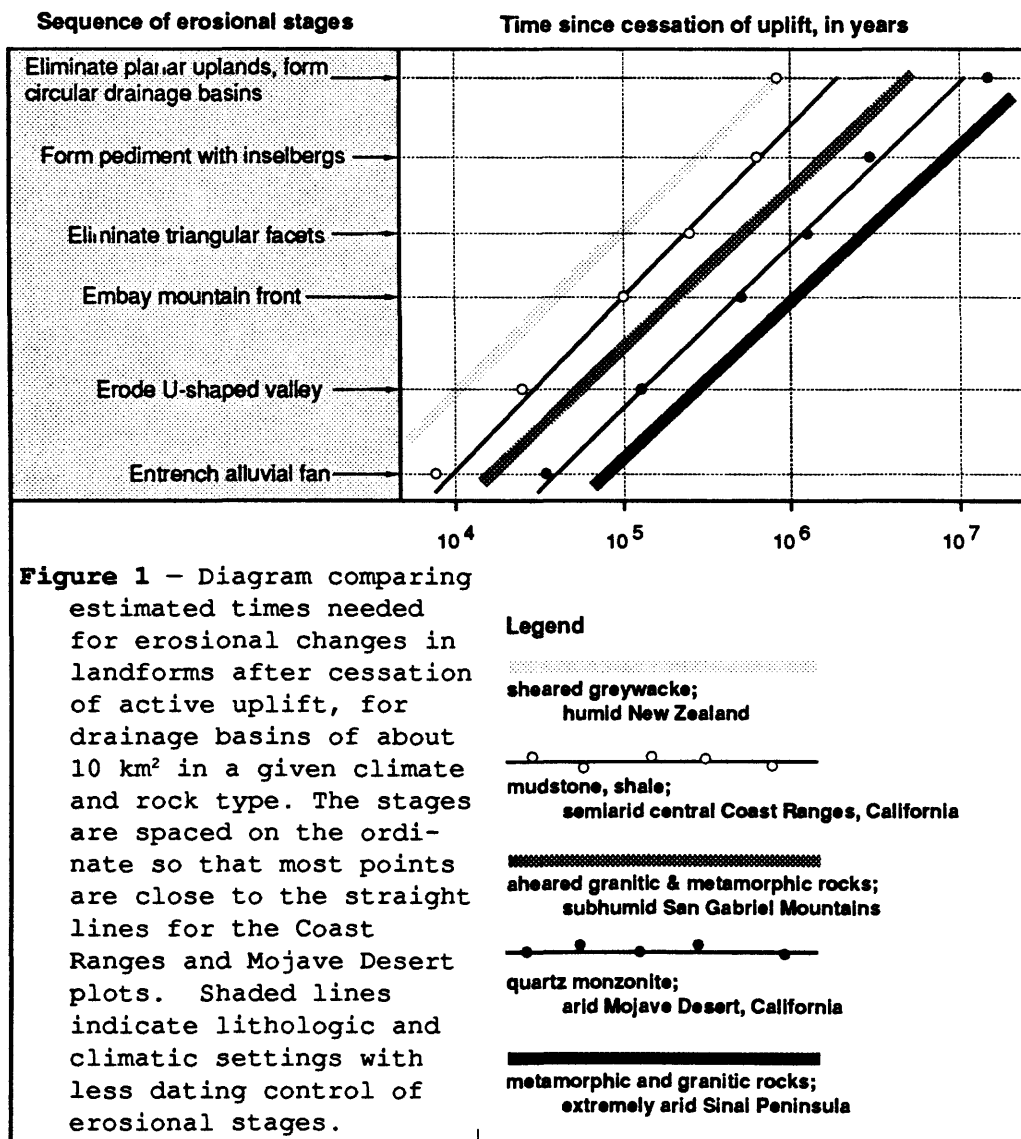 Sequence of erosional stages
Time since cessation of uplift, in years
Eliminate planar uplands, form
circular drainage basins
Form pediment with inselbergs
Eliminate triangular facets
Embay mountain front
Erode U-shaped valley
Entrench alluvial fan
10⁴ 10⁵ 10⁶ 10⁷
Figure 1 — Diagram comparing
estimated times needed
for erosional changes in
landforms after cessation
of active uplift, for
drainage basins of about
10 km² in a given climate
and rock type. The stages
are spaced on the ordi-
nate so that most points
are close to the straight
lines for the Coast
Ranges and Mojave Desert
plots. Shaded lines
indicate lithologic and
climatic settings with
less dating control of
erosional stages.
Legend
sheared greywacke;
humid New Zealand
mudstone, shale;
semiarid central Coast Ranges, California
aheared granitic & metamorphic rocks;
subhumid San Gabriel Mountains
quartz monzonite;
arid Mojave Desert, California
metamorphic and granitic rocks;
extremely arid Sinai Peninsula